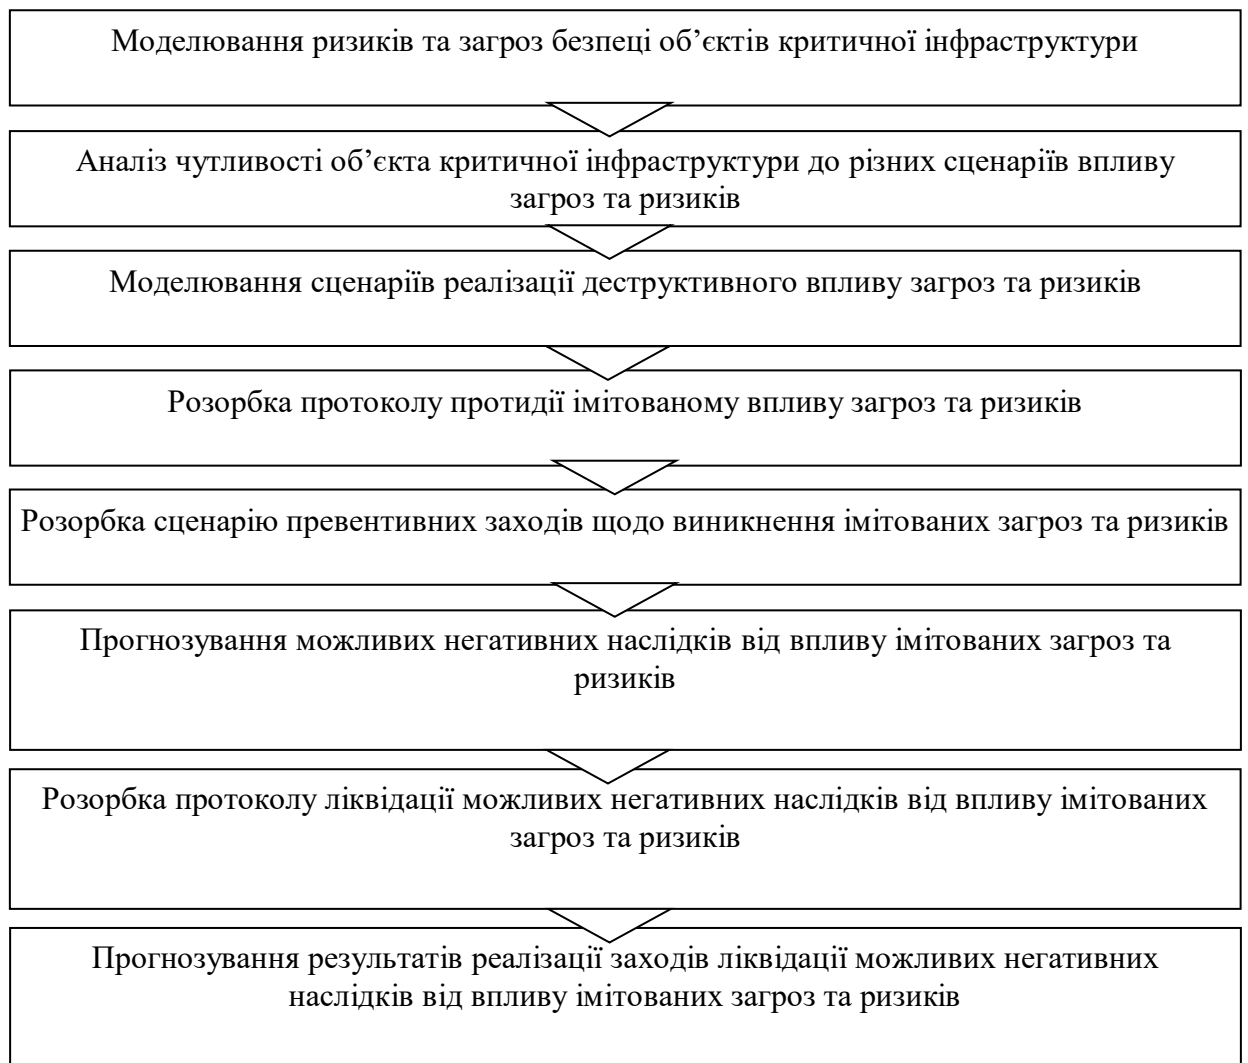 Моделювання ризиків та загроз безпеці об’єктів критичної інфраструктури
Аналіз чутливості об’єкта критичної інфраструктури до різних сценаріїв впливу
загроз та ризиків
Моделювання сценаріїв реалізації деструктивного впливу загроз та ризиків
Розорбка протоколу протидії імітованому впливу загроз та ризиків
Розорбка сценарію превентивних заходів щодо виникнення імітованих загроз та ризиків
Прогнозування можливих негативних наслідків від впливу імітованих загроз та
ризиків
Розорбка протоколу ліквідації можливих негативних наслідків від впливу імітованих
загроз та ризиків
Прогнозування результатів реалізації заходів ліквідації можливих негативних
наслідків від впливу імітованих загроз та ризиків